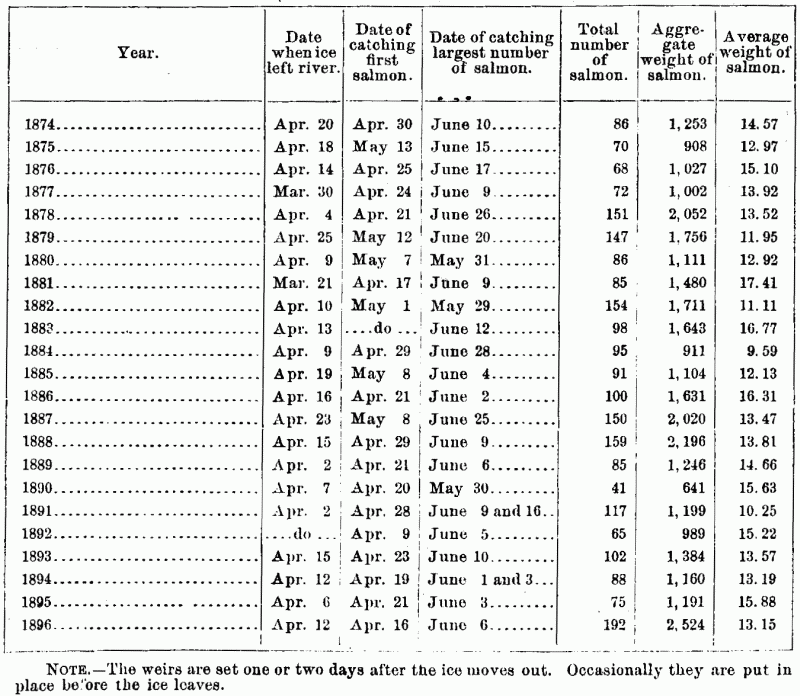 Year. | Date when ice left river. | Date of catching first salmon. | Date of catching largest number of salmon. | Total number of salmon. | Aggre-gate weight of salmon. | Average weight of salmon.
1874 | Apr. 20 | Apr. 30 | June 10 | 86 | 1,253 | 14.57
1875 | Apr. 18 | May 13 | June 15 | 70 | 908 | 12.97
1876 | Apr. 14 | Apr. 25 | June 17 | 68 | 1,027 | 15.10
1877 | Mar. 30 | Apr. 24 | June 9 | 72 | 1,002 | 13.92
1878 | Apr. 4 | Apr. 21 | June 26 | 151 | 2,052 | 13.52
1879 | Apr. 25 | May 12 | June 20 | 147 | 1,756 | 11.95
1880 | Apr. 9 | May 7 | May 31 | 86 | 1,111 | 12.92
1881 | Mar. 21 | Apr. 17 | June 9 | 85 | 1,480 | 17.41
1882 | Apr. 10 | May 1 | May 29 | 154 | 1,711 | 11.11
1883 | Apr. 13 | ....do ... | June 12 | 98 | 1,643 | 16.77
1884 | Apr. 9 | Apr. 29 | June 28 | 95 | 911 | 9.59
1885 | Apr. 19 | May 8 | June 4 | 91 | 1,104 | 12.13
1886 | Apr. 16 | Apr. 21 | June 2 | 100 | 1,631 | 16.31
1887 | Apr. 23 | May 8 | June 25 | 150 | 2,020 | 13.47
1888 | Apr. 15 | Apr. 29 | June 9 | 159 | 2,196 | 13.81
1889 | Apr. 2 | Apr. 21 | June 6 | 85 | 1,246 | 14.66
1890 | Apr. 7 | Apr. 20 | May 30 | 41 | 641 | 15.63
1891 | Apr. 2 | Apr. 28 | June 9 and 16 | 117 | 1,199 | 10.25
1892 | ....do ... | Apr. 9 | June 5 | 65 | 989 | 15.22
1893 | Apr. 15 | Apr. 23 | June 10 | 102 | 1,384 | 13.57
1894 | Apr. 12 | Apr. 19 | June 1 and 3 | 88 | 1,160 | 13.19
1895 | Apr. 6 | Apr. 21 | June 3 | 75 | 1,191 | 15.88
1896 | Apr. 12 | Apr. 16 | June 6 | 192 | 2,524 | 13.15
NOTE.—The weirs are set one or two days after the ice moves out. Occasionally they are put in
place before the ice leaves.